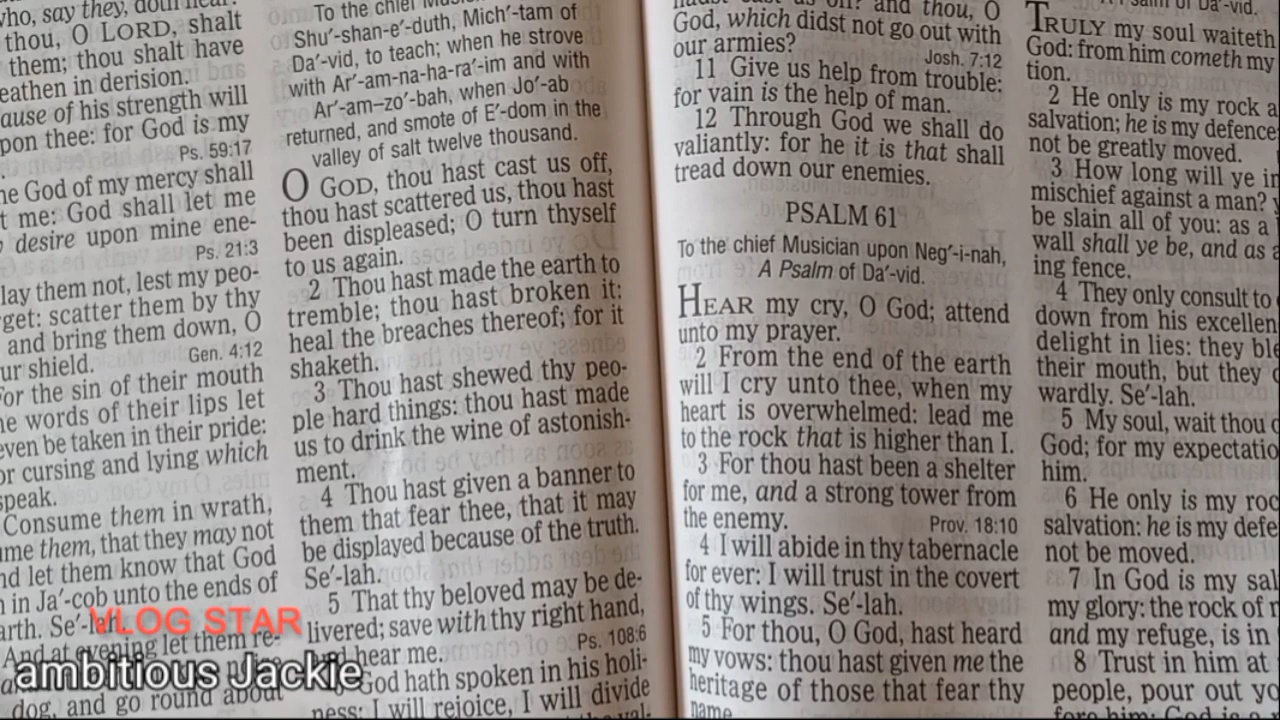 who, say they, doth hear?
thou, O LORD, shalt
them; thou shalt have
eathen in derision.
ause of his strength will
pon thee: for God is my
Ps. 59:17
he God of my mercy shall
t me: God shall let me
desire upon mine ene-
Ps. 21:3
lay them not, lest my peo-
get: scatter them by thy
and bring them down, O
ur shield. Gen. 4:12
For the sin of their mouth
he words of their lips let
even be taken in their pride:
or cursing and lying which
speak.
Consume them in wrath,
ume them, that they may not
nd let them know that God
in Ja′-cob unto the ends of
arth. Se′-lah.
And at evening let them re-
dog, and go round about
To the chief Musician
Shu′-shan-e′-duth, Mich′-tam of
Da′-vid, to teach; when he strove
with Ar′-am-na-ha-ra′-im and with
Ar′-am–zo′-bah, when Jo′-ab
returned, and smote of E′-dom in the
valley of salt twelve thousand.
O GOD, thou hast cast us off,
thou hast scattered us, thou hast
been displeased; O turn thyself
to us again.
2 Thou hast made the earth to
tremble; thou hast broken it:
heal the breaches thereof; for it
shaketh.
3 Thou hast shewed thy peo-
ple hard things: thou hast made
us to drink the wine of astonish-
ment.
4 Thou hast given a banner to
them that fear thee, that it may
be displayed because of the truth.
Se′-lah.
5 That thy beloved may be de-
livered; save with thy right hand,
and hear me. Ps. 108:6
God hath spoken in his holi-
ness; I will rejoice, I will divide
val-
us off? and thou, O
God, which didst not go out with
our armies? Josh. 7:12
11 Give us help from trouble:
for vain is the help of man.
12 Through God we shall do
valiantly: for he it is that shall
tread down our enemies.
PSALM 61
To the chief Musician upon Neg′-i-nah,
A Psalm of Da′-vid.
HEAR my cry, O God; attend
unto my prayer.
2 From the end of the earth
will I cry unto thee, when my
heart is overwhelmed: lead me
to the rock that is higher than I.
3 For thou hast been a shelter
for me, and a strong tower from
the enemy. Prov. 18:10
4 I will abide in thy tabernacle
for ever: I will trust in the covert
of thy wings. Se′-lah.
5 For thou, O God, hast heard
my vows: thou hast given me the
heritage of those that fear thy
name.
A Psalm of Da′-vid.
TRULY my soul waiteth
God: from him cometh my
tion.
2 He only is my rock a
salvation; he is my defence
not be greatly moved.
3 How long will ye im
mischief against a man? y
be slain all of you: as a
wall shall ye be, and as a
ing fence.
4 They only consult to
down from his excellen
delight in lies: they ble
their mouth, but they c
wardly. Se′-lah.
5 My soul, wait thou o
God; for my expectatio
him.
6 He only is my roc
salvation: he is my defe
not be moved.
7 In God is my sal
my glory: the rock of m
and my refuge, is in
8 Trust in him at
people, pour out yo
VLOG STAR
ambitious Jackie